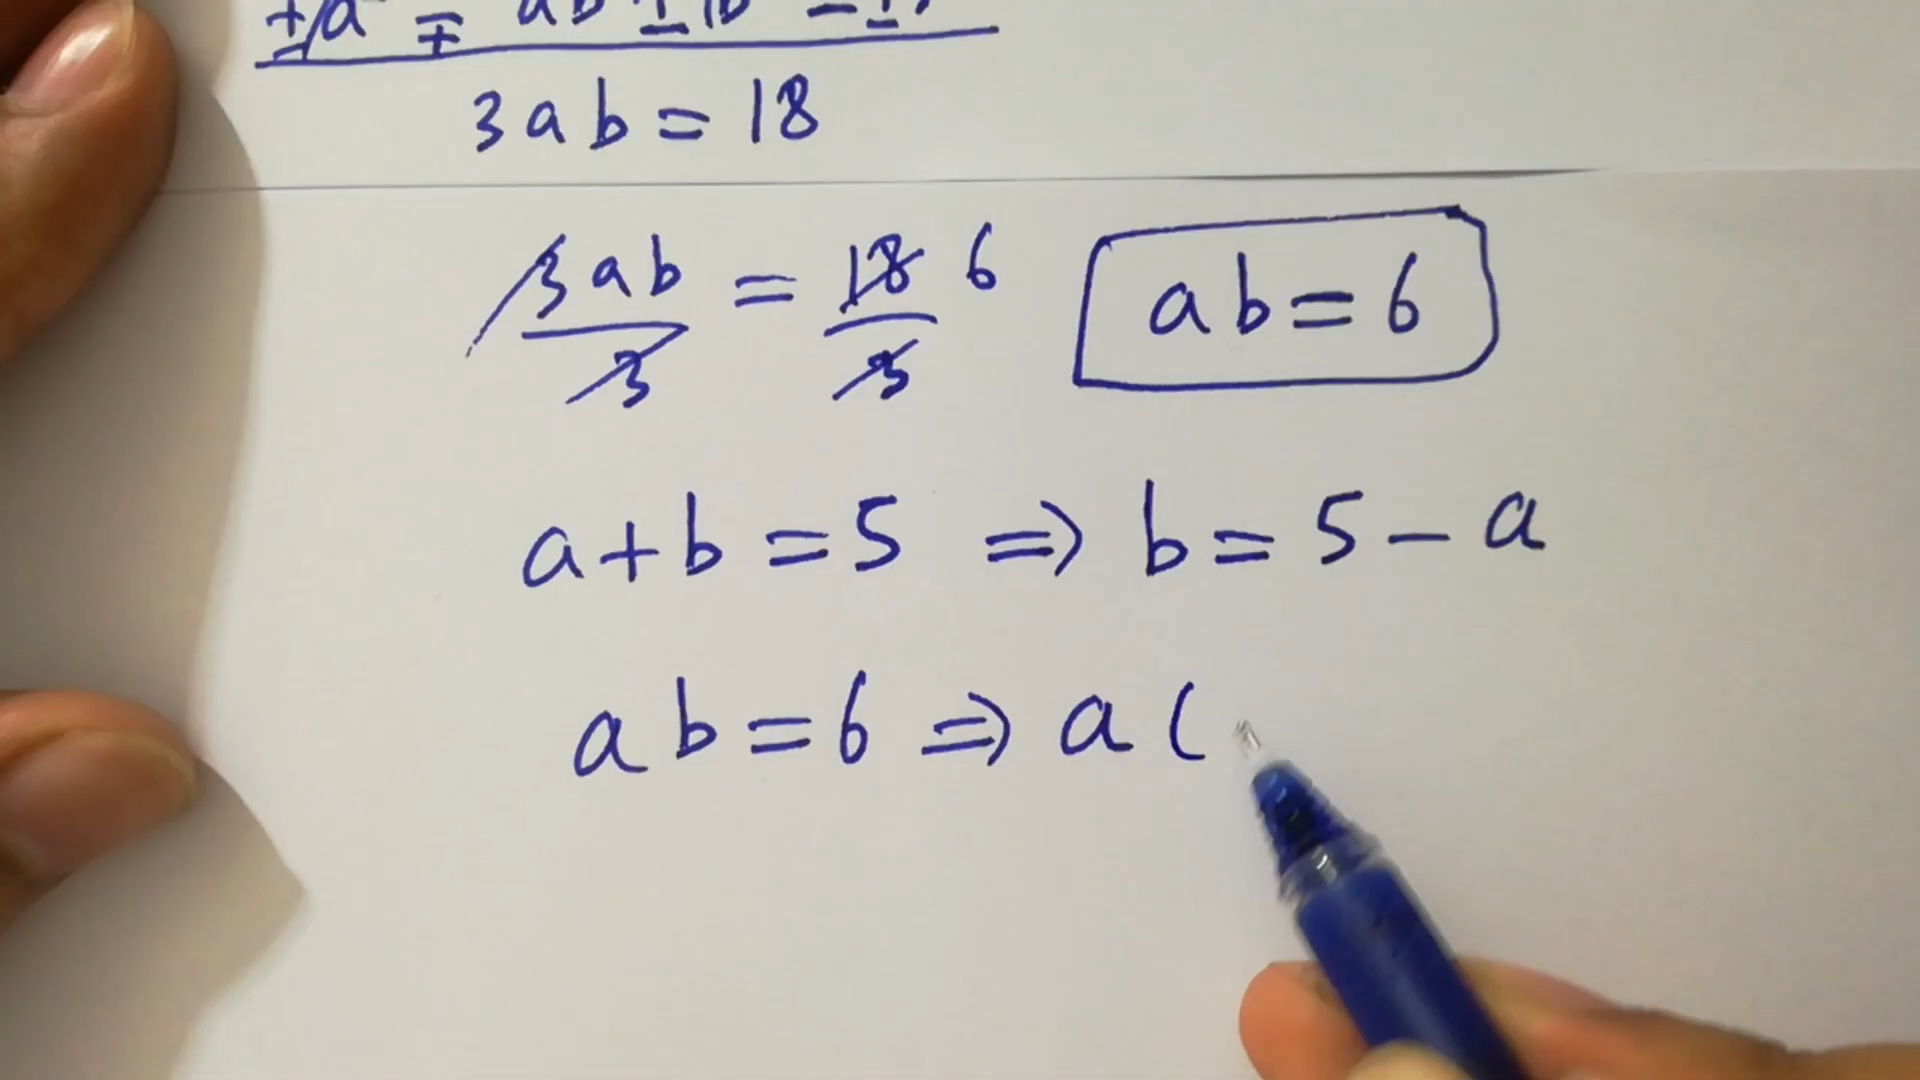 3ab = 18
3ab/3 = 18/3 6 ab = 6
a + b = 5 ⇒ b = 5 - a
ab = 6 ⇒ a (